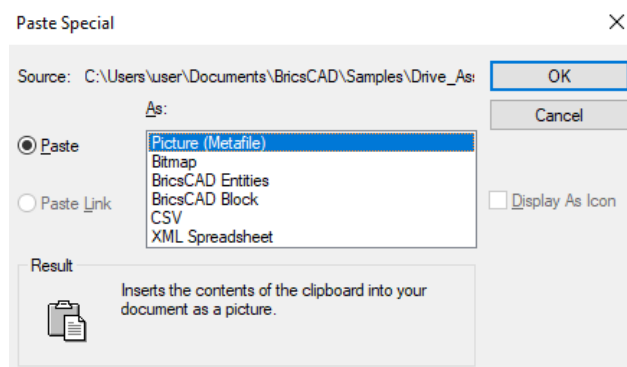 Paste Special
Source: C:\Users\user\Documents\BricsCAD\Samples\Drive_As
OK
As:
Cancel
Paste
Picture (Metafile)
Bitmap
BricsCAD Entities
Paste Link
BricsCAD Block
Display As Icon
CSV
XML Spreadsheet
Result
Inserts the contents of the clipboard into your
document as a picture.